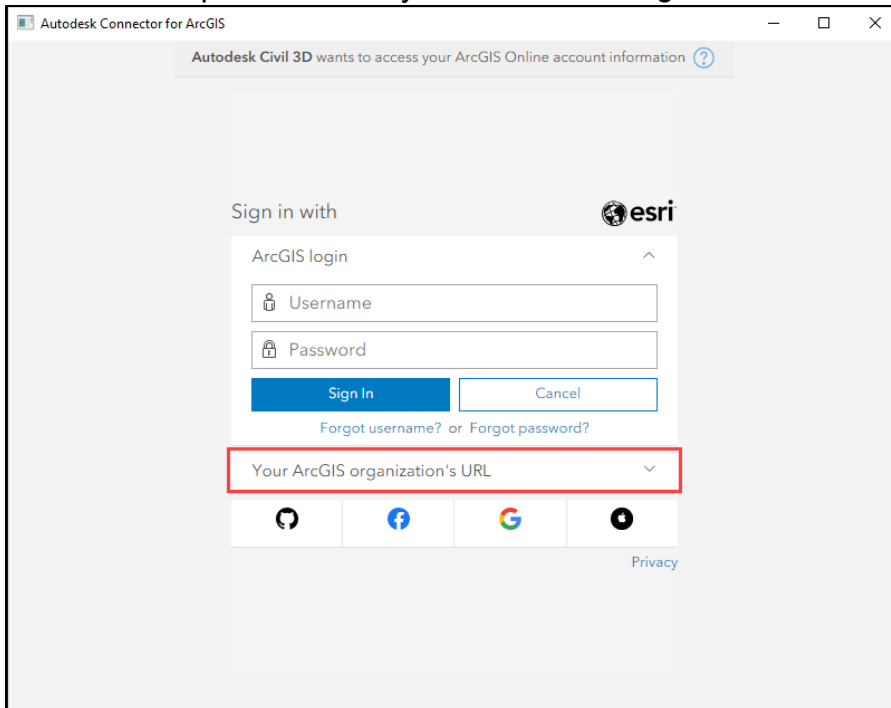 Autodesk Connector for ArcGIS
Autodesk Civil 3D wants to access your ArcGIS Online account information ?
Sign in with
esri
ArcGIS login
Username
Password
Sign In
Cancel
Forgot username? or Forgot password?
Your ArcGIS organization's URL
Privacy